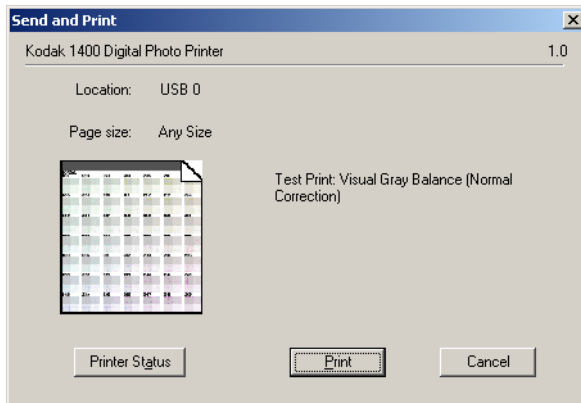 Send and Print
Kodak 1400 Digital Photo Printer 1.0
Location: USB 0
Page size: Any Size
Test Print: Visual Gray Balance (Normal
Correction)
Printer Status Print Cancel